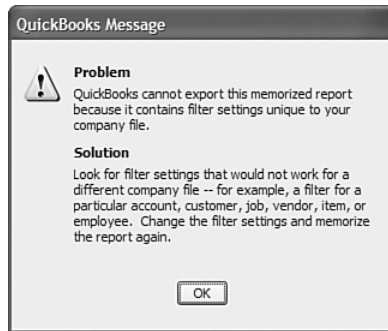 QuickBooks Message
Problem
QuickBooks cannot export this memorized report
because it contains filter settings unique to your
company file.
Solution
Look for filter settings that would not work for a
different company file -- for example, a filter for a
particular account, customer, job, vendor, item, or
employee. Change the filter settings and memorize
the report again.
OK